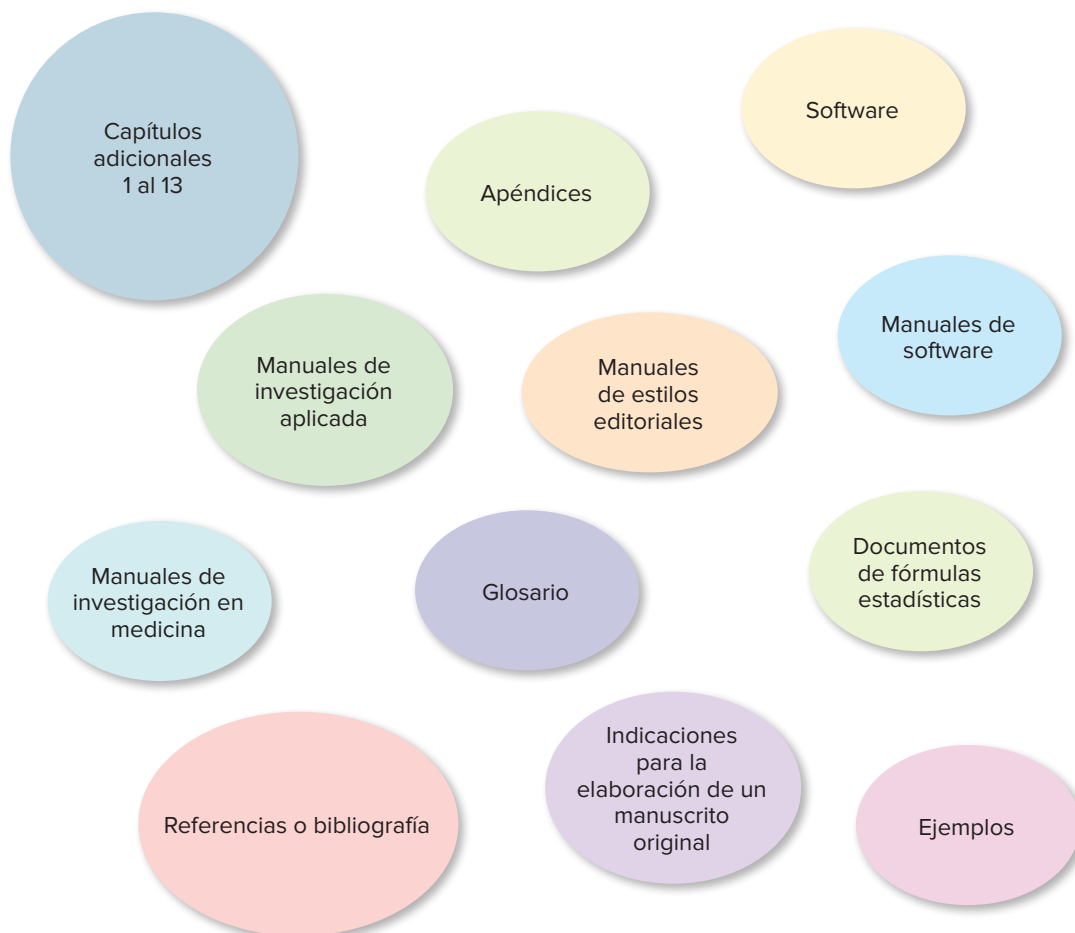 Capítulos
adicionales
1 al 13
Software
Apéndices
Manuales de
software
Manuales de
investigación
aplicada
Manuales
de estilos
editoriales
Manuales de
investigación en
medicina
Glosario
Documentos
de fórmulas
estadísticas
Referencias o bibliografía
Indicaciones
para la
elaboración de un
manuscrito
original
Ejemplos